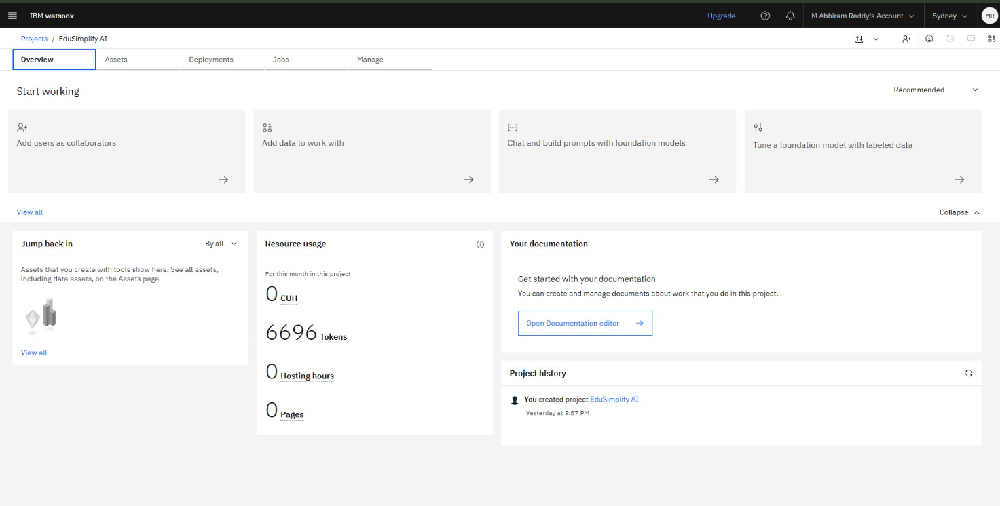 IBM watsonx
Upgrade
M Abhiram Reddy's Account
Sydney
MR
Projects / EduSimplify AI
Overview
Assets
Deployments
Jobs
Manage
Start working
Recommended
Add users as collaborators
Add data to work with
Chat and build prompts with foundation models
Tune a foundation model with labeled data
View all
Collapse
Jump back in
By all
Assets that you create with tools show here. See all assets,
including data assets, on the Assets page.
View all
Resource usage
For this month in this project
0 CUH
6696 Tokens
0 Hosting hours
0 Pages
Your documentation
Get started with your documentation
You can create and manage documents about work that you do in this project.
Open Documentation editor
Project history
You created project EduSimplify AI
Yesterday at 9:57 PM